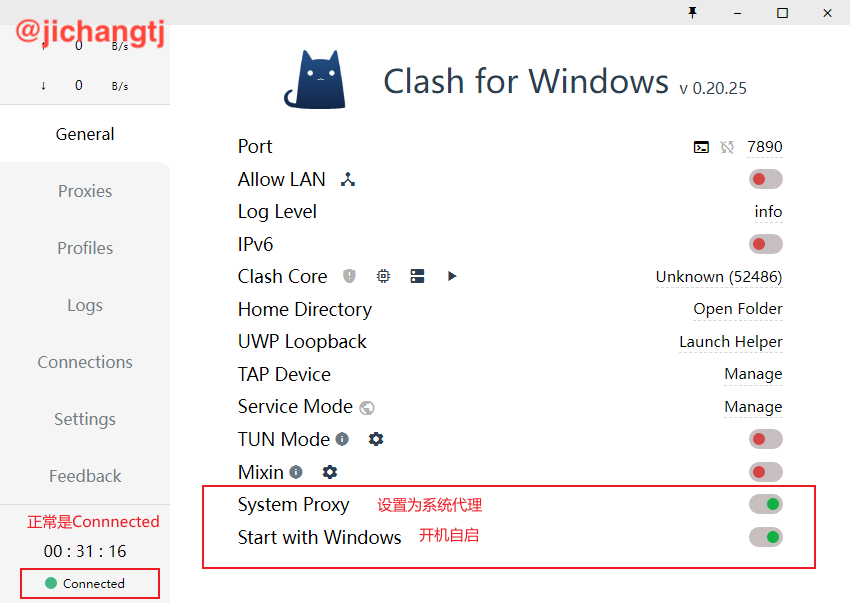 @jichangtj
↑ 0 B/s
↓ 0 B/s
General
Proxies
Profiles
Logs
Connections
Settings
Feedback
正常是Connnected
00 : 31 : 16
Connected
Clash for Windows v 0.20.25
Port 7890
Allow LAN
Log Level info
IPv6
Clash Core Unknown (52486)
Home Directory Open Folder
UWP Loopback Launch Helper
TAP Device Manage
Service Mode Manage
TUN Mode
Mixin
System Proxy 设置为系统代理
Start with Windows 开机自启